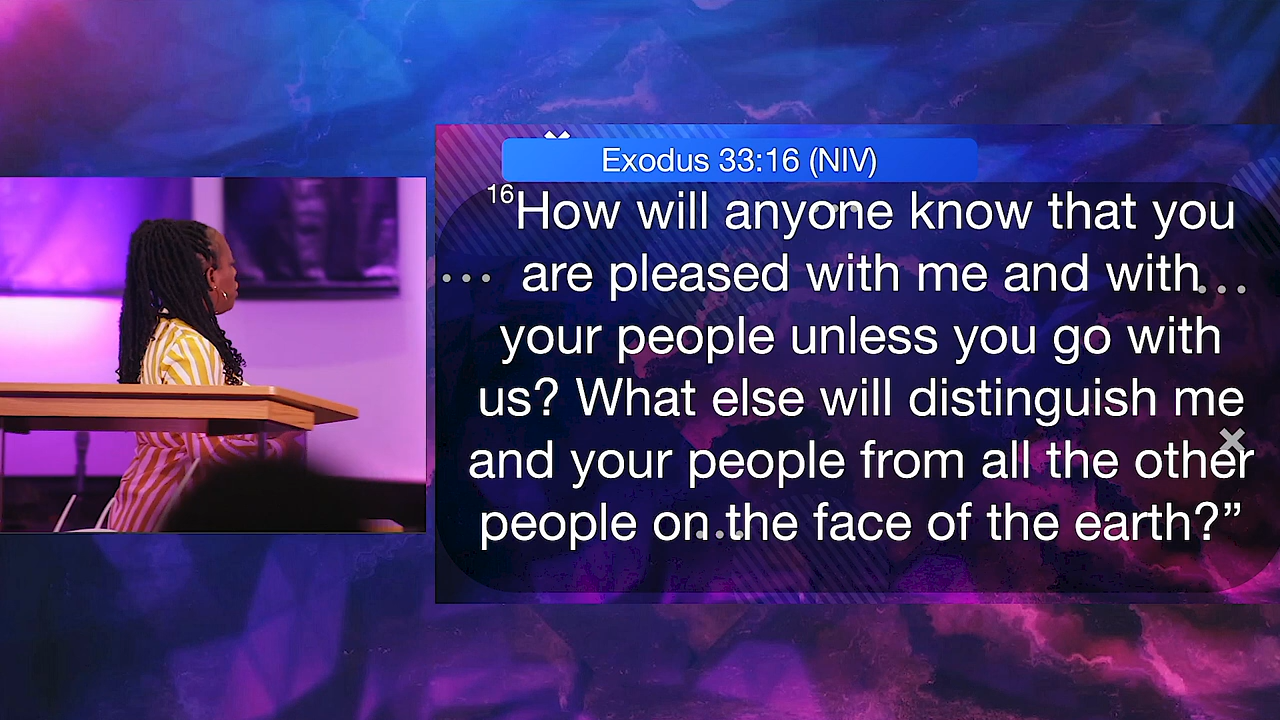 Exodus 33:16 (NIV)
16How will anyone know that you
are pleased with me and with
your people unless you go with
us? What else will distinguish me
and your people from all the other
people on the face of the earth?”